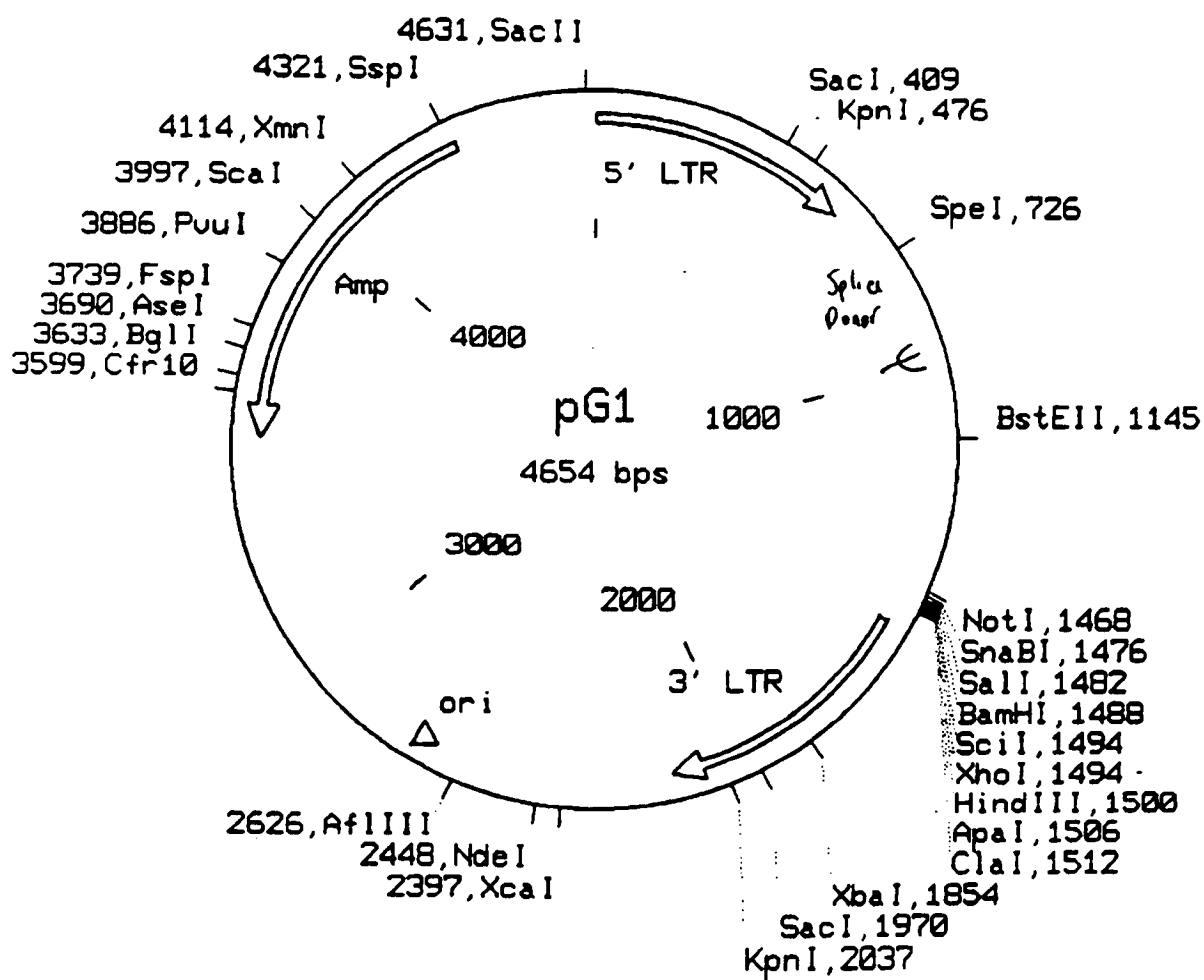 4631,SacII
4321,SspI
4114,XmnI
3997,ScaI
3886,PvuI
3739,FspI
3690,AseI
3633,BglI
3599,Cfr10
SacI,409
KpnI,476
SpeI,726
BstEII,1145
5' LTR
Splice
Donor
Amp
4000
pG1
4654 bps
1000
3000
2000
3' LTR
ori
NotI,1468
SnaBI,1476
SalI,1482
BamHI,1488
SciI,1494
XhoI,1494
HindIII,1500
ApaI,1506
ClaI,1512
XbaI,1854
SacI,1970
KpnI,2037
2626,AflIII
2448,NdeI
2397,XcaI